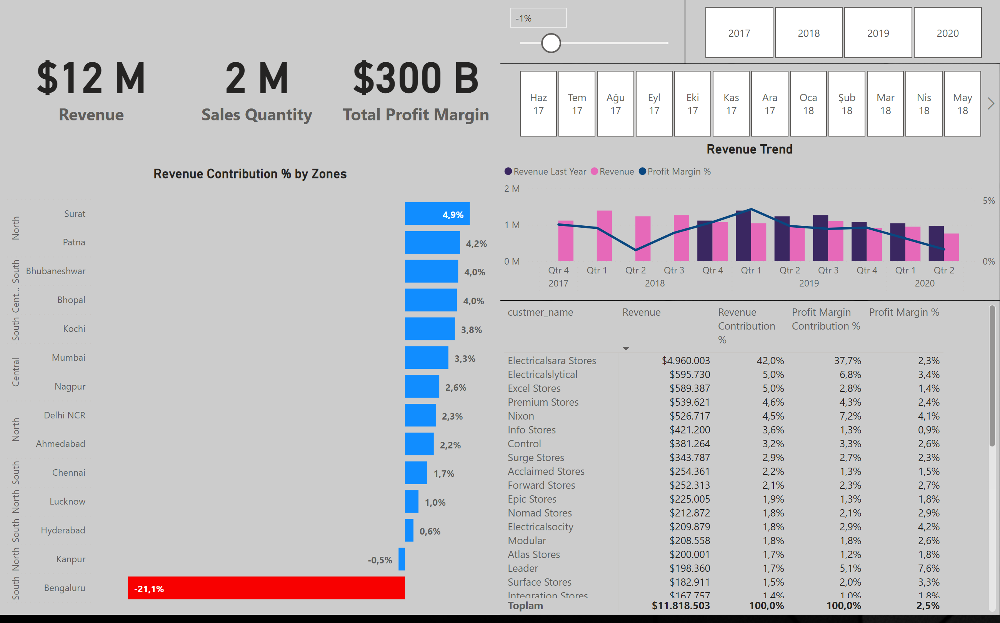 $12 M
Revenue
2 M
Sales Quantity
$300 B
Total Profit Margin
Revenue Contribution % by Zones
North
Surat
4,9%
Patna
4,2%
South
Bhubaneshwar
4,0%
Cent...
Bhopal
4,0%
South
Kochi
3,8%
Central
Mumbai
3,3%
Nagpur
2,6%
North
Delhi NCR
2,3%
Ahmedabad
2,2%
South
Chennai
1,7%
North
Lucknow
1,0%
South
Hyderabad
0,6%
North
Kanpur
-0,5%
South
Bengaluru
-21,1%
-1%
2017 2018 2019 2020
Haz Tem Ağu Eyl Eki Kas Ara Oca Şub Mar Nis May
17 17 17 17 17 17 17 18 18 18 18 18
Revenue Trend
Revenue Last Year Revenue Profit Margin %
2 M
5%
1 M
0 M
0%
Qtr 4 Qtr 1 Qtr 2 Qtr 3 Qtr 4 Qtr 1 Qtr 2 Qtr 3 Qtr 4 Qtr 1 Qtr 2
2017 2018 2019 2020
custmer_name Revenue Revenue Profit Margin Profit Margin %
Contribution Contribution %
%
Electricalsara Stores $4.960.003 42,0% 37,7% 2,3%
Electricalslytical $595.730 5,0% 6,8% 3,4%
Excel Stores $589.387 5,0% 2,8% 1,4%
Premium Stores $539.621 4,6% 4,3% 2,4%
Nixon $526.717 4,5% 7,2% 4,1%
Info Stores $421.200 3,6% 1,3% 0,9%
Control $381.264 3,2% 3,3% 2,6%
Surge Stores $343.787 2,9% 2,7% 2,3%
Acclaimed Stores $254.361 2,2% 1,3% 1,5%
Forward Stores $252.313 2,1% 2,3% 2,7%
Epic Stores $225.005 1,9% 1,3% 1,8%
Nomad Stores $212.872 1,8% 2,1% 2,9%
Electricalsocity $209.879 1,8% 2,9% 4,2%
Modular $208.558 1,8% 1,8% 2,6%
Atlas Stores $200.001 1,7% 1,2% 1,8%
Leader $198.360 1,7% 5,1% 7,6%
Surface Stores $182.911 1,5% 2,0% 3,3%
Integration Stores $167.757 1,4% 1,0% 1,8%
Toplam $11.818.503 100,0% 100,0% 2,5%